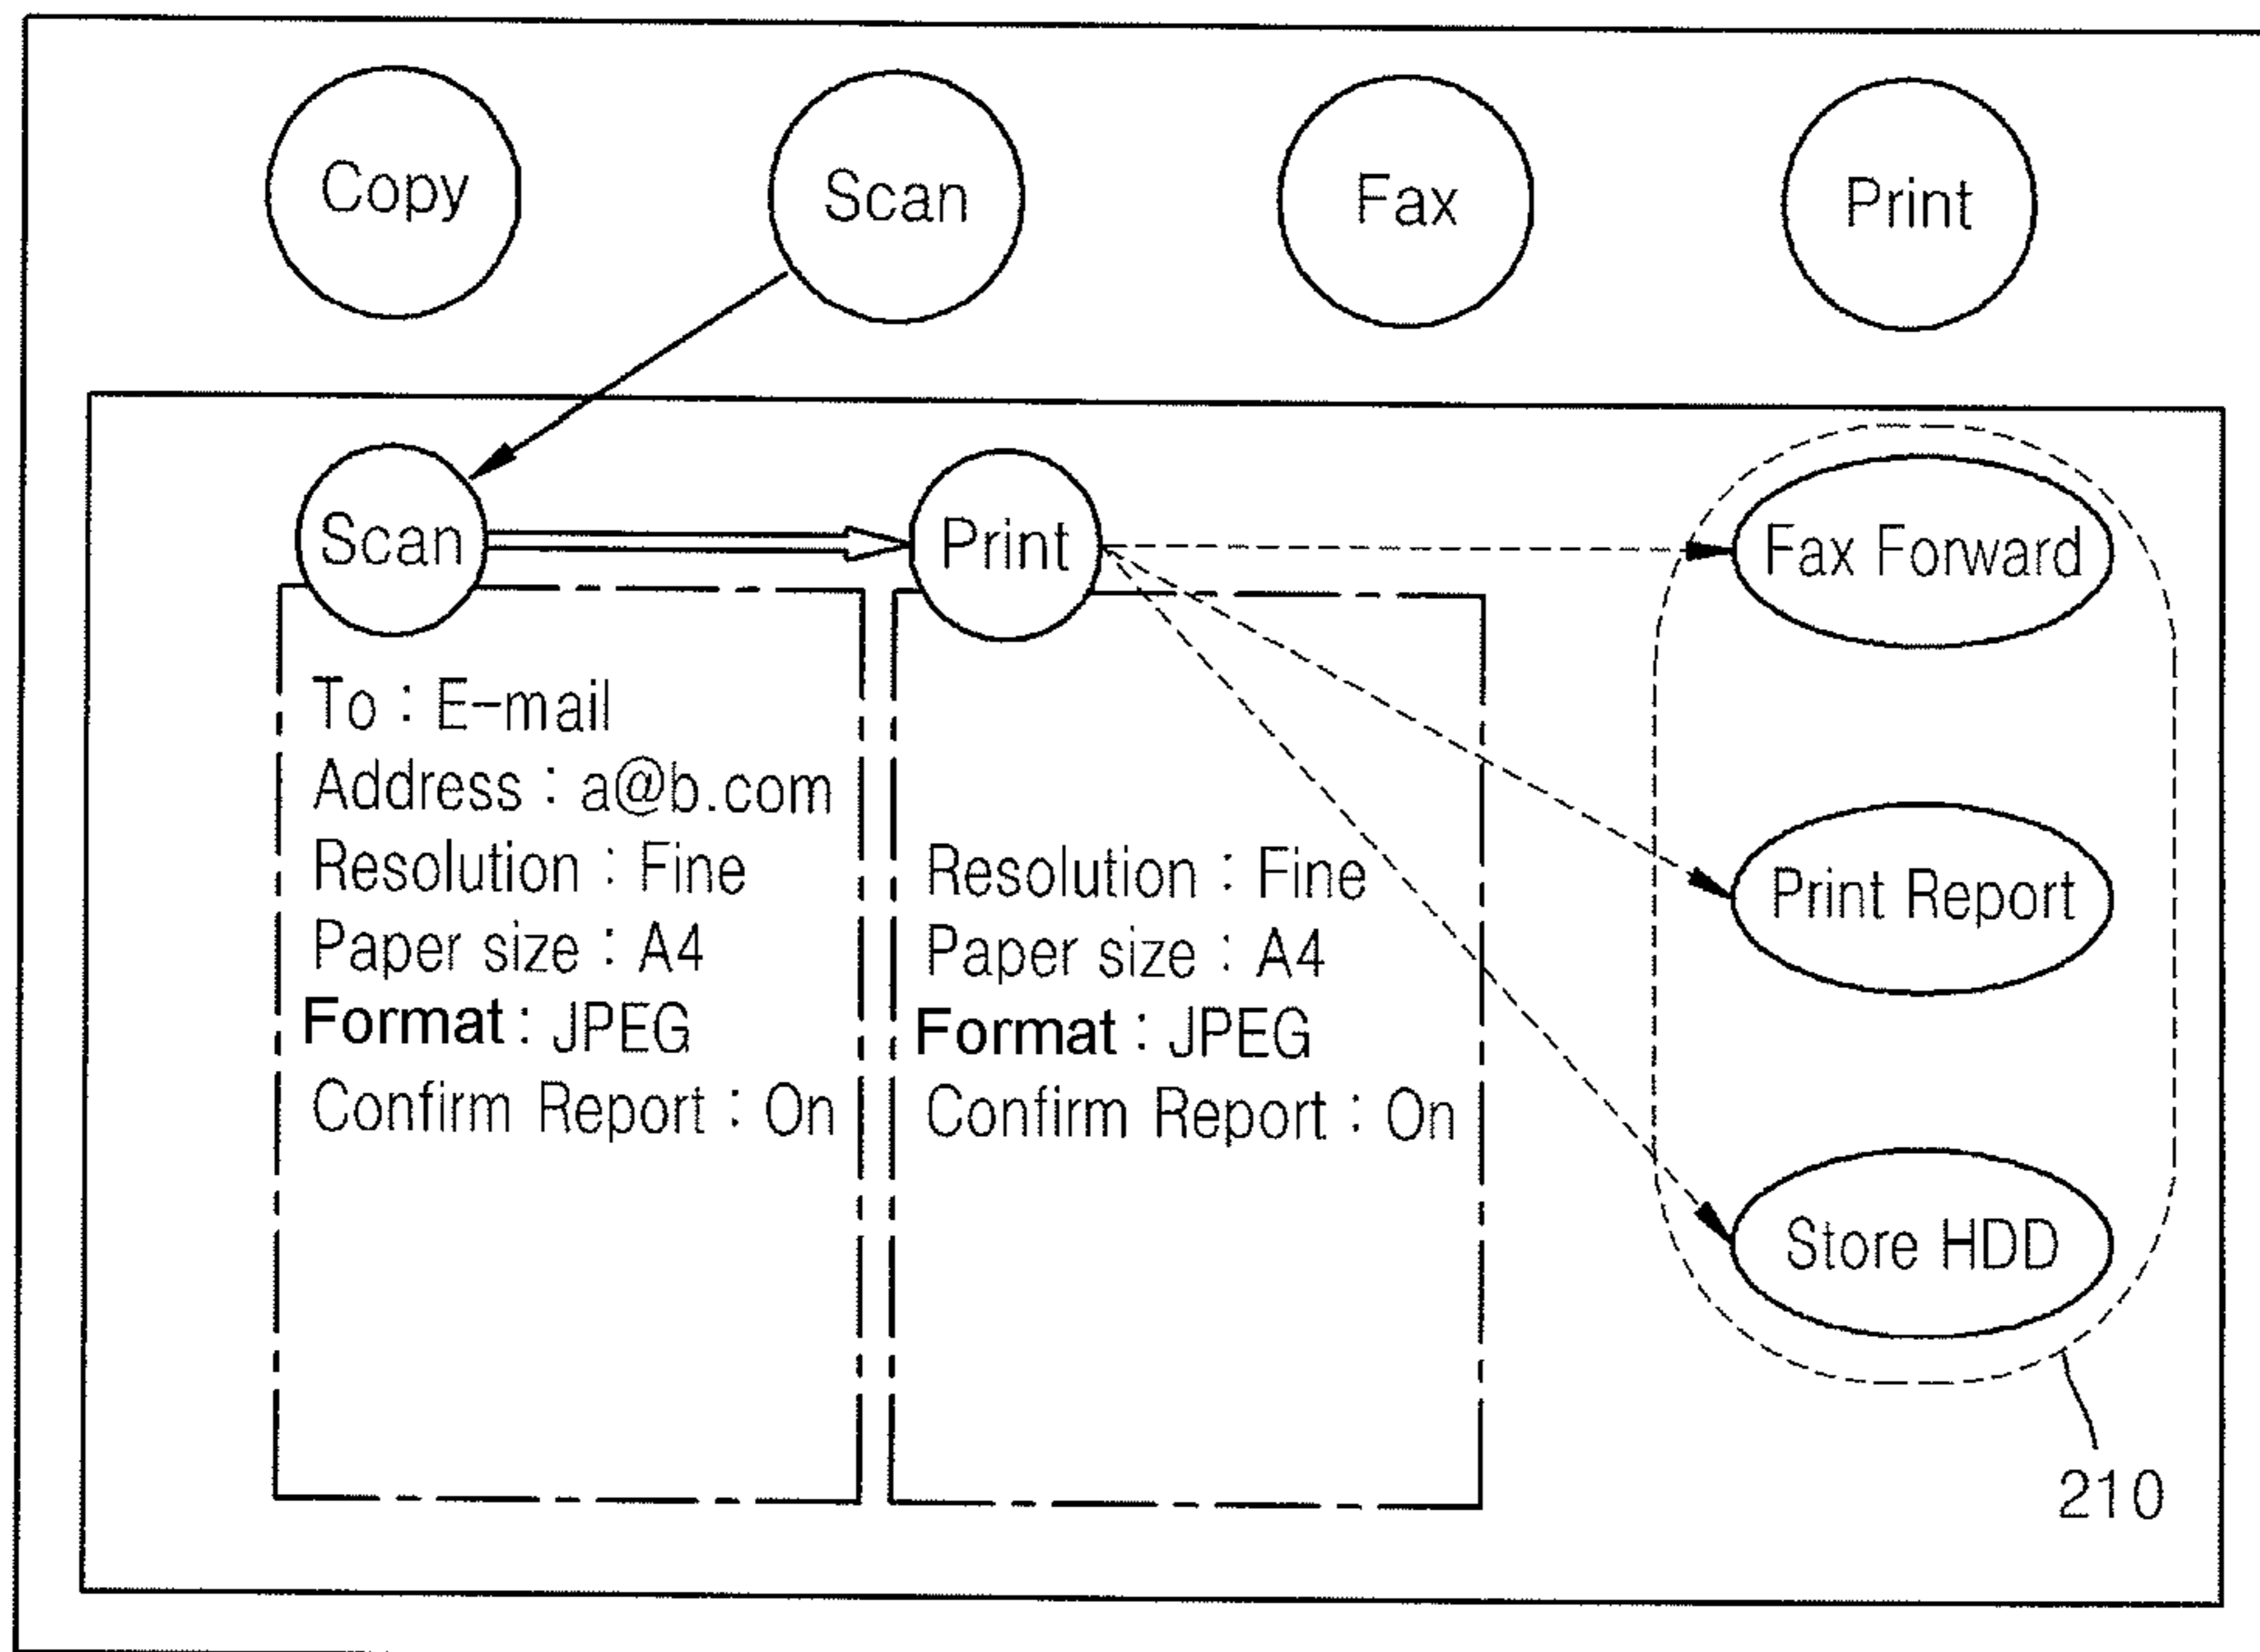 Copy
Scan
Fax
Print
Scan
Print
Fax Forward
To : E-mail
Address : a@b.com
Resolution : Fine
Paper size : A4
Format : JPEG
Confirm Report : On
Resolution : Fine
Paper size : A4
Format : JPEG
Confirm Report : On
Print Report
Store HDD
210